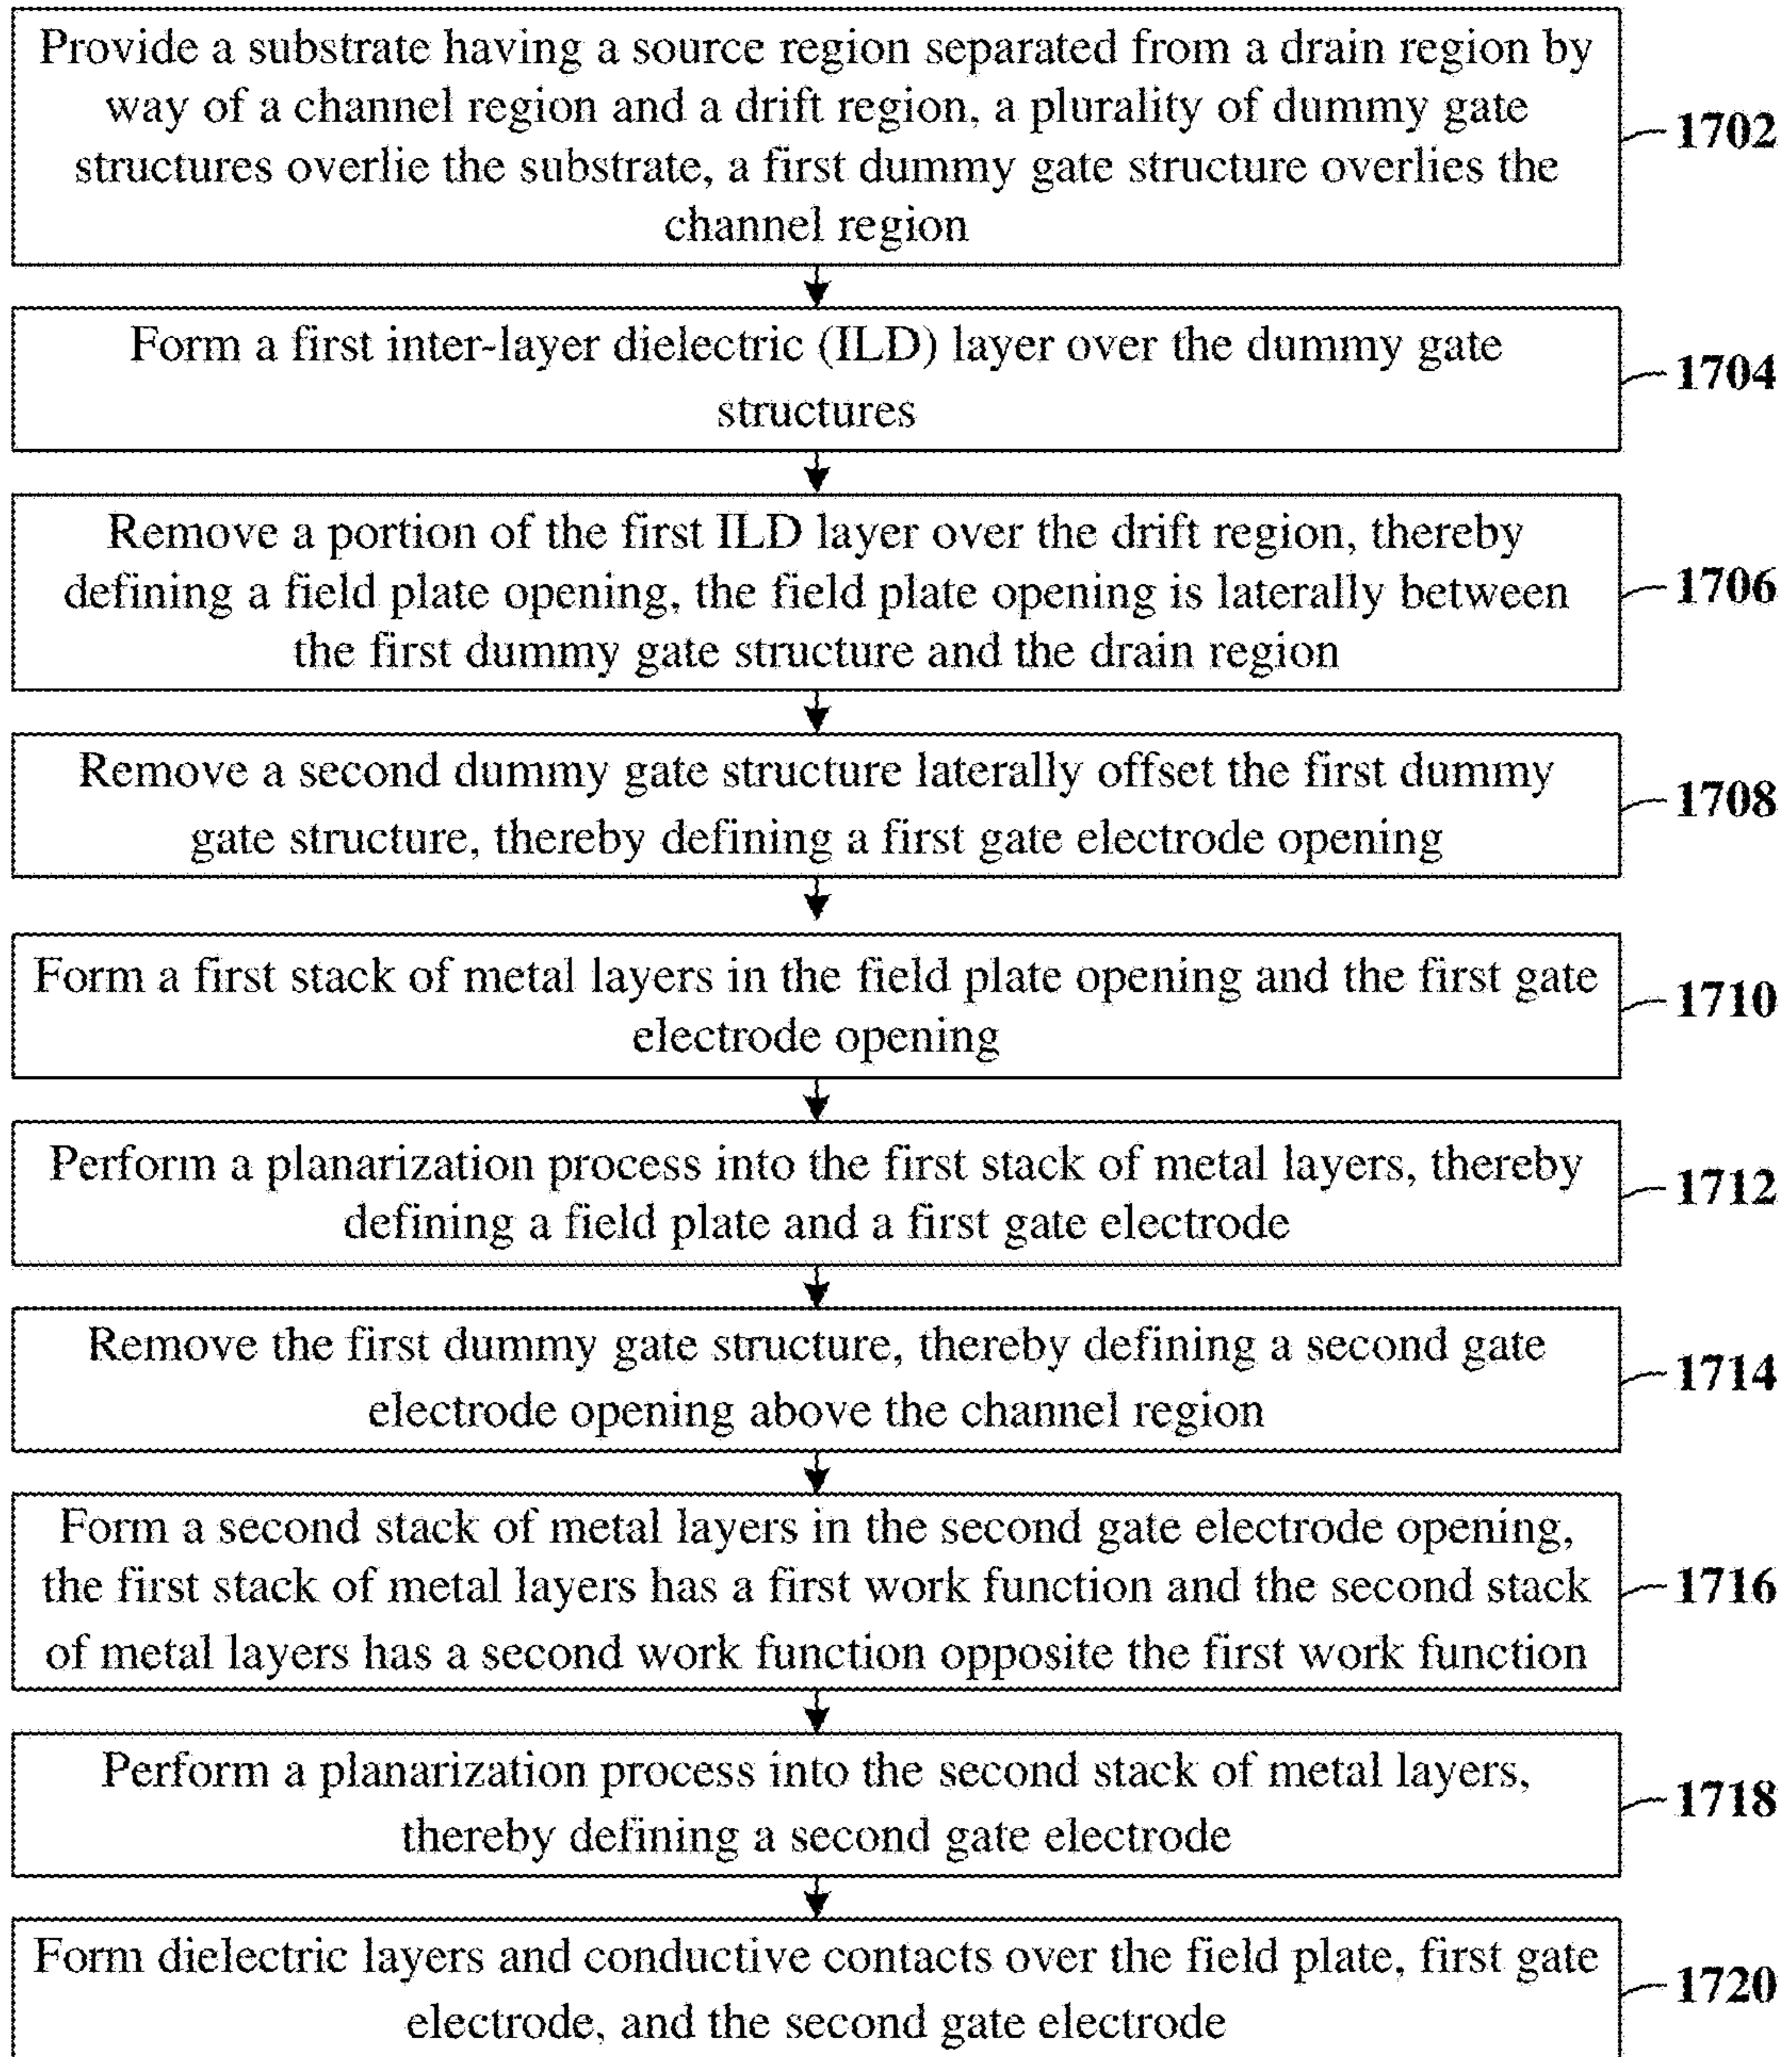 Provide a substrate having a source region separated from a drain region by
way of a channel region and a drift region, a plurality of dummy gate
structures overlie the substrate, a first dummy gate structure overlies the
channel region
1702
Form a first inter-layer dielectric (ILD) layer over the dummy gate
structures
1704
Remove a portion of the first ILD layer over the drift region, thereby
defining a field plate opening, the field plate opening is laterally between
the first dummy gate structure and the drain region
1706
Remove a second dummy gate structure laterally offset the first dummy
gate structure, thereby defining a first gate electrode opening
1708
Form a first stack of metal layers in the field plate opening and the first gate
electrode opening
1710
Perform a planarization process into the first stack of metal layers, thereby
defining a field plate and a first gate electrode
1712
Remove the first dummy gate structure, thereby defining a second gate
electrode opening above the channel region
1714
Form a second stack of metal layers in the second gate electrode opening,
the first stack of metal layers has a first work function and the second stack
of metal layers has a second work function opposite the first work function
1716
Perform a planarization process into the second stack of metal layers,
thereby defining a second gate electrode
1718
Form dielectric layers and conductive contacts over the field plate, first gate
electrode, and the second gate electrode
1720